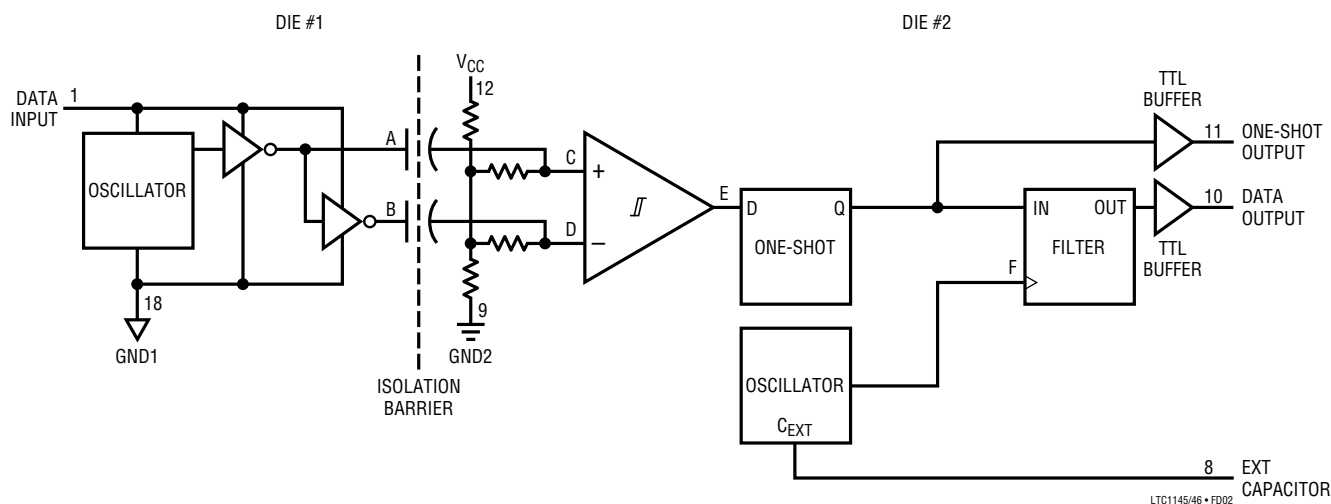 DIE #1
DIE #2
DATA
INPUT
1
OSCILLATOR
18
GND1
A
B
ISOLATION
BARRIER
VCC
12
9
GND2
C
+
D
−
E
D
Q
ONE-SHOT
OSCILLATOR
CEXT
IN
OUT
FILTER
F
TTL
BUFFER
11
ONE-SHOT
OUTPUT
10
DATA
OUTPUT
TTL
BUFFER
8
EXT
CAPACITOR
LTC1145/46 • FD02